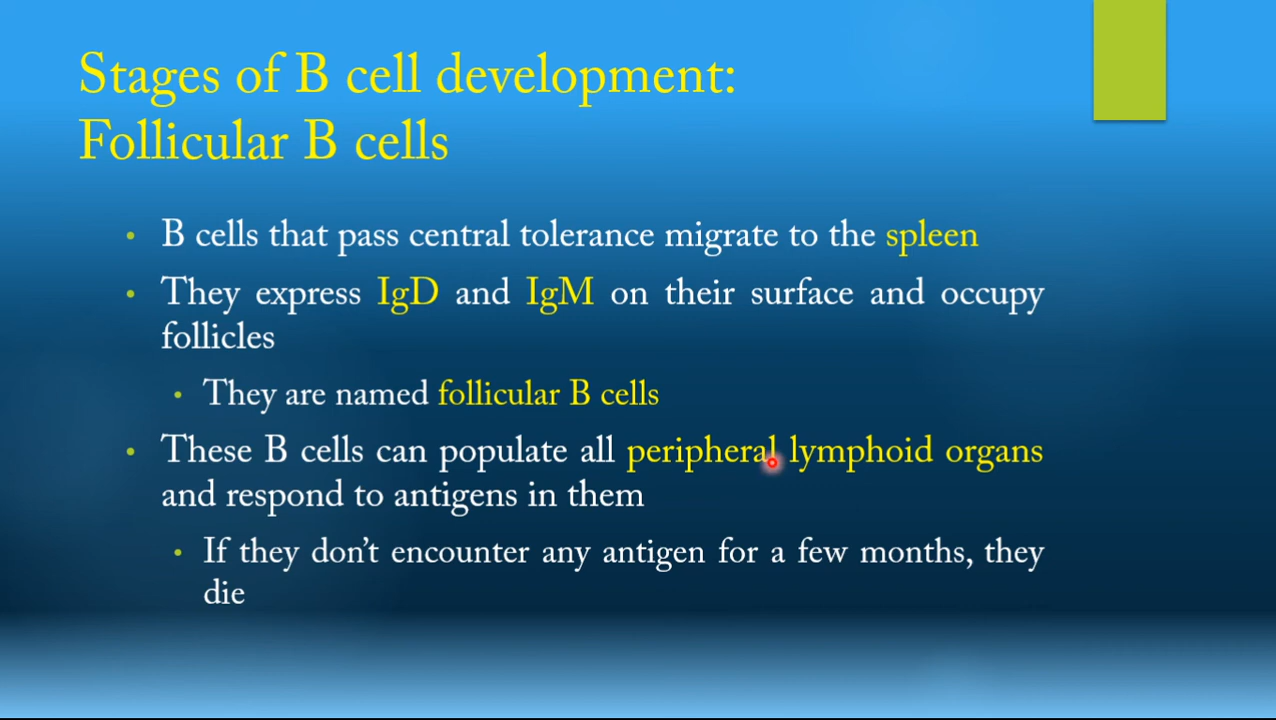 Stages of B cell development:
Follicular B cells
• B cells that pass central tolerance migrate to the spleen
• They express IgD and IgM on their surface and occupy
follicles
• They are named follicular B cells
• These B cells can populate all peripheral lymphoid organs
and respond to antigens in them
• If they don’t encounter any antigen for a few months, they
die